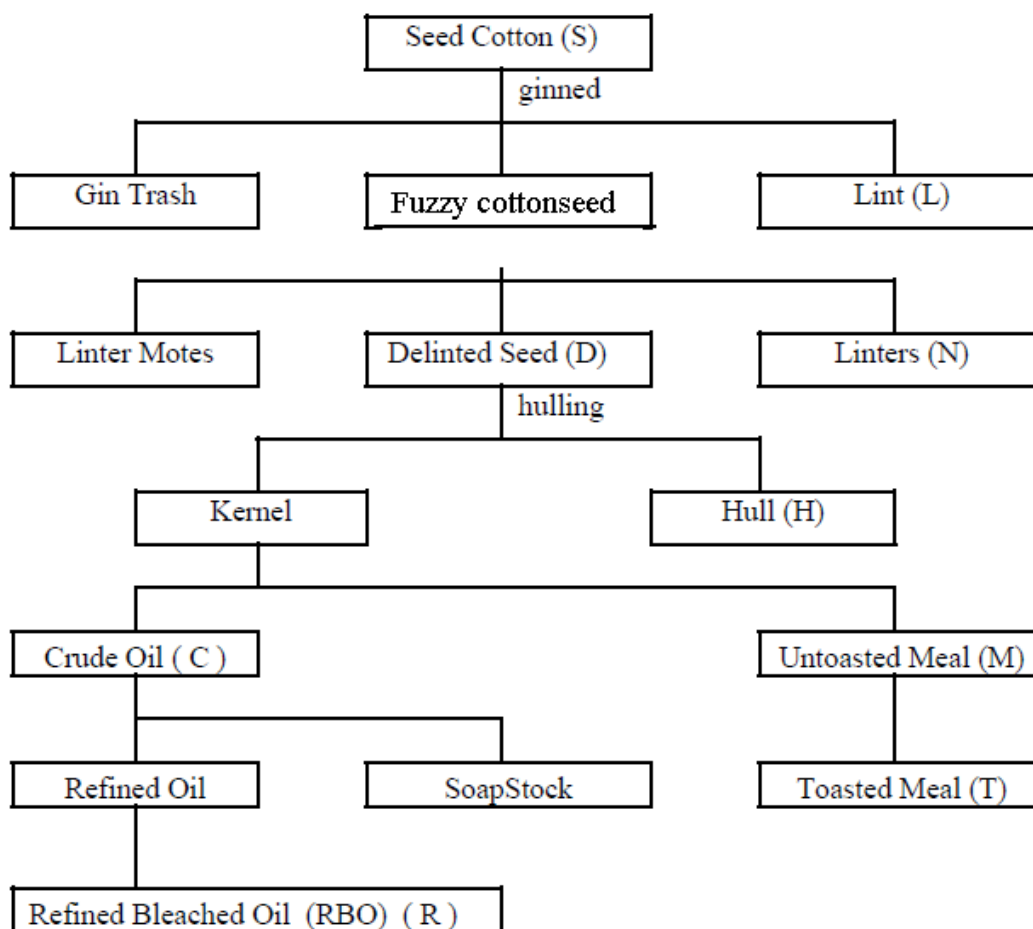 Seed Cotton (S)
ginned
Gin Trash
Fuzzy cottonseed
Lint (L)
Linter Motes
Delinted Seed (D)
Linters (N)
hulling
Kernel
Hull (H)
Crude Oil ( C )
Untoasted Meal (M)
Refined Oil
SoapStock
Toasted Meal (T)
Refined Bleached Oil (RBO) ( R )